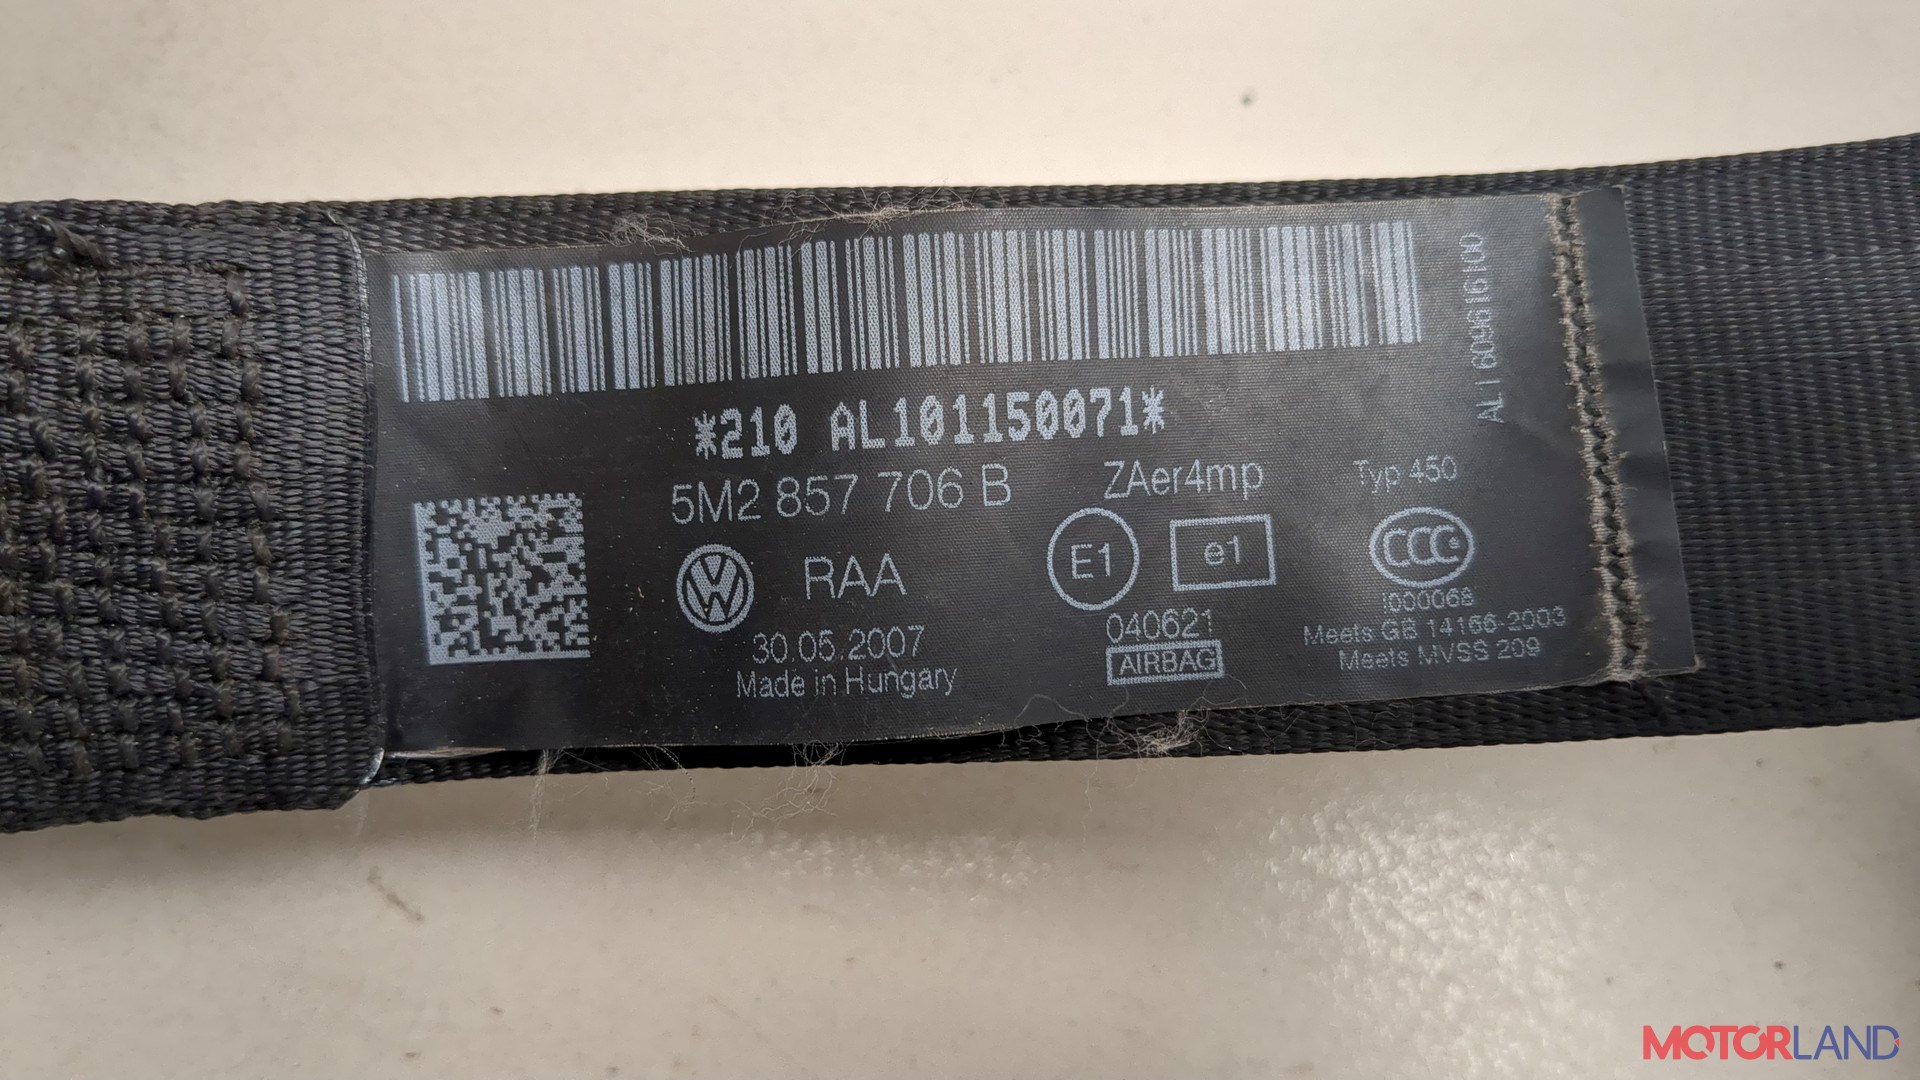 *210 AL101150071*
5M2 857 706 B
ZAer4mp
Typ 450
RAA
E1
e1
CCC
30.05.2007
Made in Hungary
040621
AIRBAG
I000068
Meets GB 14166-2003
Meets MVSS 209
MOTORLAND